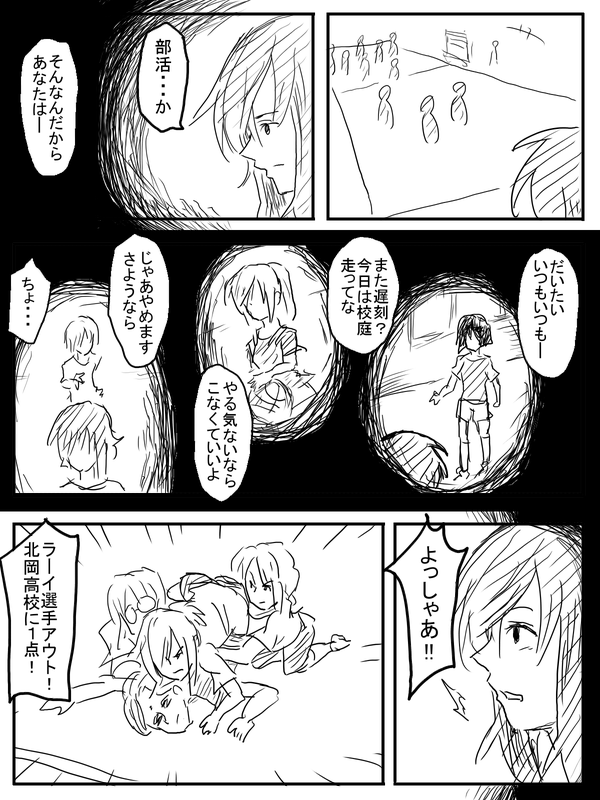 部活・・・か
そんなんだから
あなたはー
だいたい
いつもいつもー
また遅刻？
今日は校庭
走ってな
やる気ないなら
こなくていいよ
じゃあやめます
さようなら
ちょ・・・
よっしゃあ!!
ラーイ選手アウト！
北岡高校に１点！